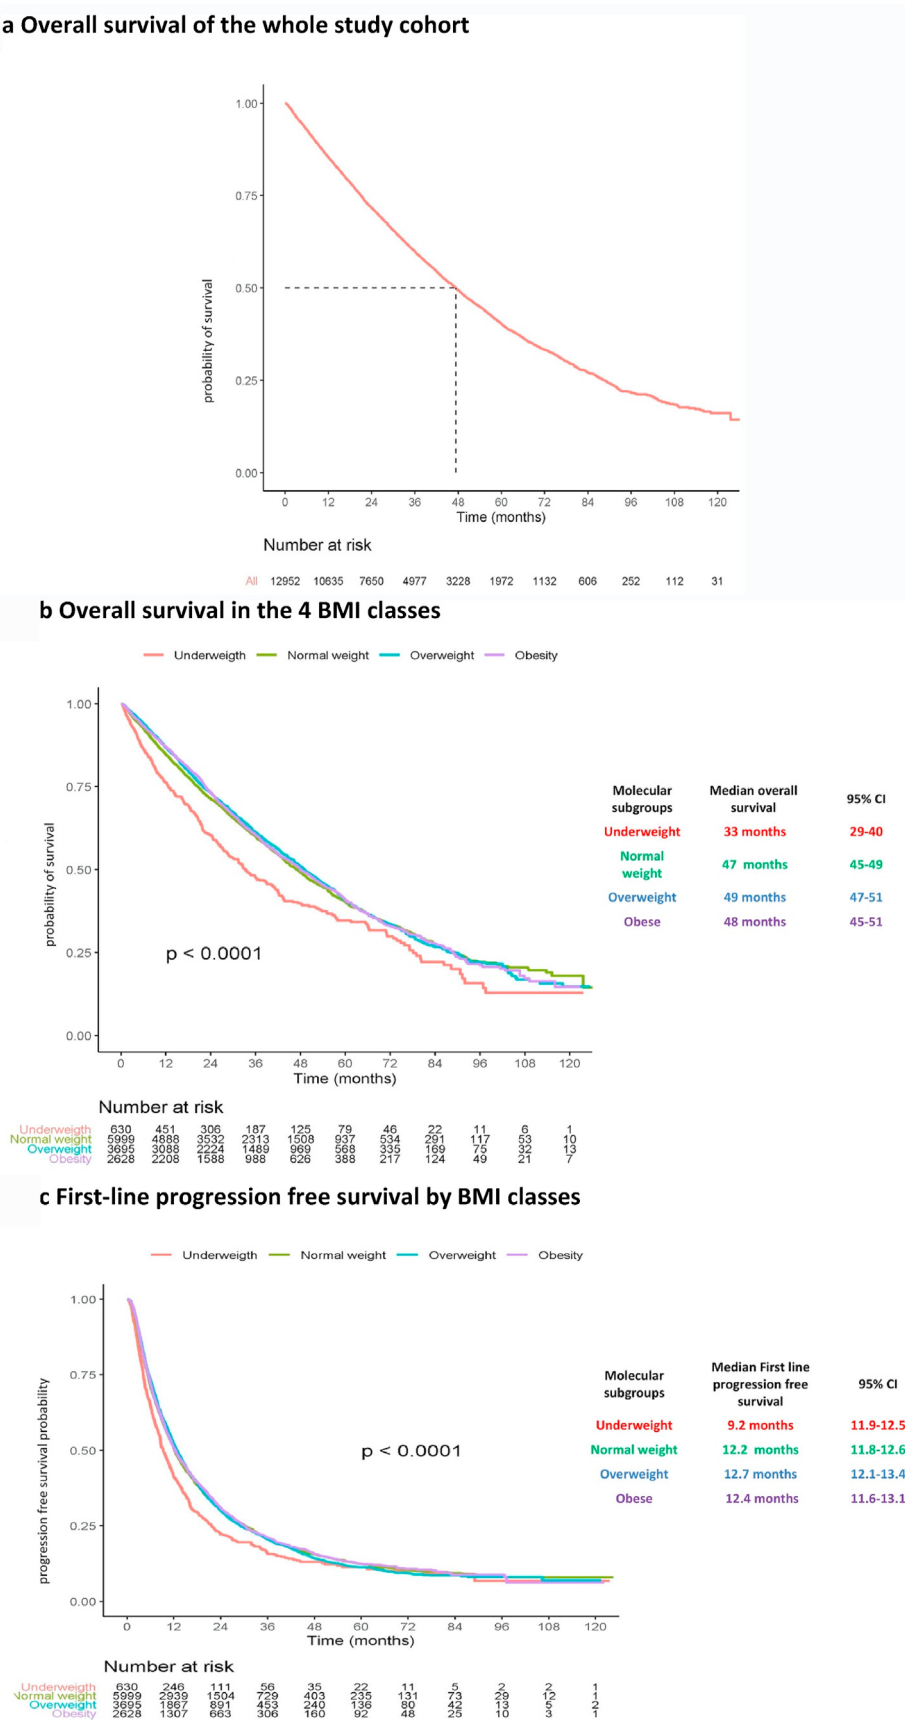 a Overall survival of the whole study cohort
1.00
0.75
0.50
0.25
0.00
probability of survival
0 12 24 36 48 60 72 84 96 108 120
Time (months)
Number at risk
All 12952 10635 7650 4977 3228 1972 1132 606 252 112 31
b Overall survival in the 4 BMI classes
Underweigth Normal weight Overweight Obesity
1.00
0.75
0.50
0.25
0.00
probability of survival
p < 0.0001
0 12 24 36 48 60 72 84 96 108 120
Time (months)
Molecular subgroups Median overall survival 95% CI
Underweight 33 months 29-40
Normal weight 47 months 45-49
Overweight 49 months 47-51
Obese 48 months 45-51
Number at risk
Underweigth 630 451 306 187 125 79 46 22 11 6 1
Normal weight 5999 4888 3532 2313 1508 937 534 291 117 53 10
Overweight 3695 3088 2224 1489 969 568 335 169 75 32 13
Obesity 2628 2208 1588 988 626 388 217 124 49 21 7
c First-line progression free survival by BMI classes
Underweigth Normal weight Overweight Obesity
1.00
0.75
0.50
0.25
0.00
progression free survival probability
p < 0.0001
0 12 24 36 48 60 72 84 96 108 120
Time (months)
Molecular subgroups Median First line progression free survival 95% CI
Underweight 9.2 months 11.9-12.5
Normal weight 12.2 months 11.8-12.6
Overweight 12.7 months 12.1-13.4
Obese 12.4 months 11.6-13.1
Number at risk
Underweigth 630 246 111 56 35 22 11 5 2 2 1
Normal weight 5999 2939 1504 729 403 235 131 73 29 12 1
Overweight 3695 1867 891 453 240 136 80 42 13 5 2
Obesity 2628 1307 663 306 160 92 48 25 10 3 1